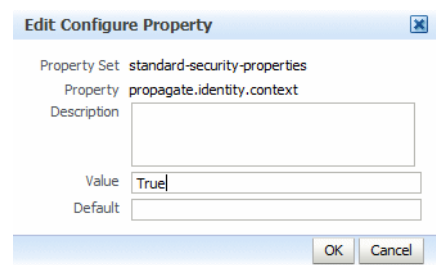 Edit Configure Property
Property Set standard-security-properties
Property propagate.identity.context
Description
Value True
Default
OK Cancel